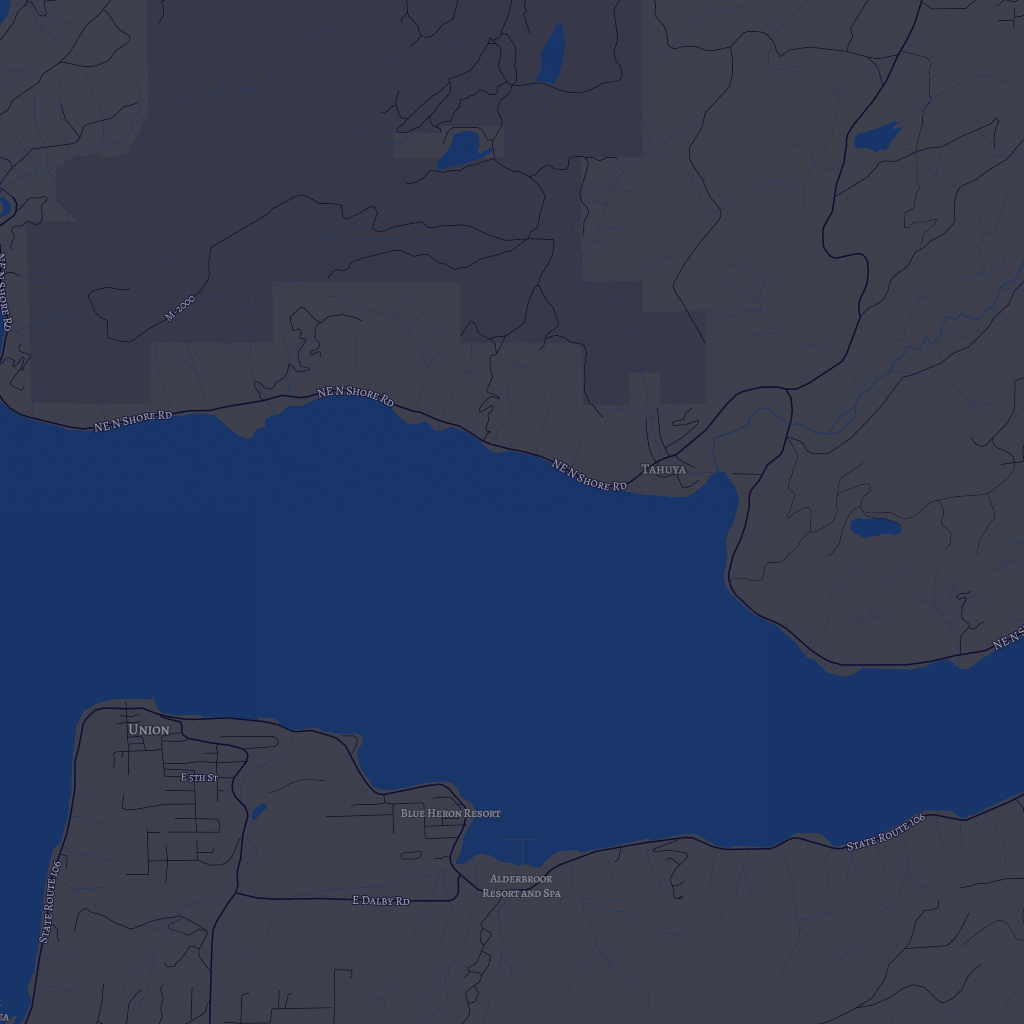 NE N Shore Rd
M-2000
NE N Shore Rd
NE N Shore Rd
NE N Shore Rd
Tahuya
NE N S
Union
E 5th St
Blue Heron Resort
State Route 106
State Route 106
Alderbrook
Resort and Spa
E Dalby Rd
EA